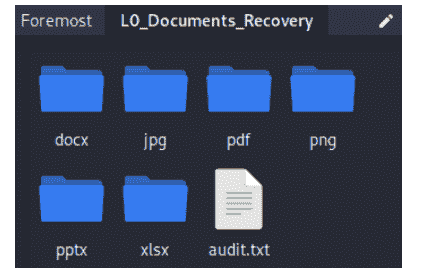 Foremost L0_Documents_Recovery
docx jpg pdf png
pptx xlsx audit.txt